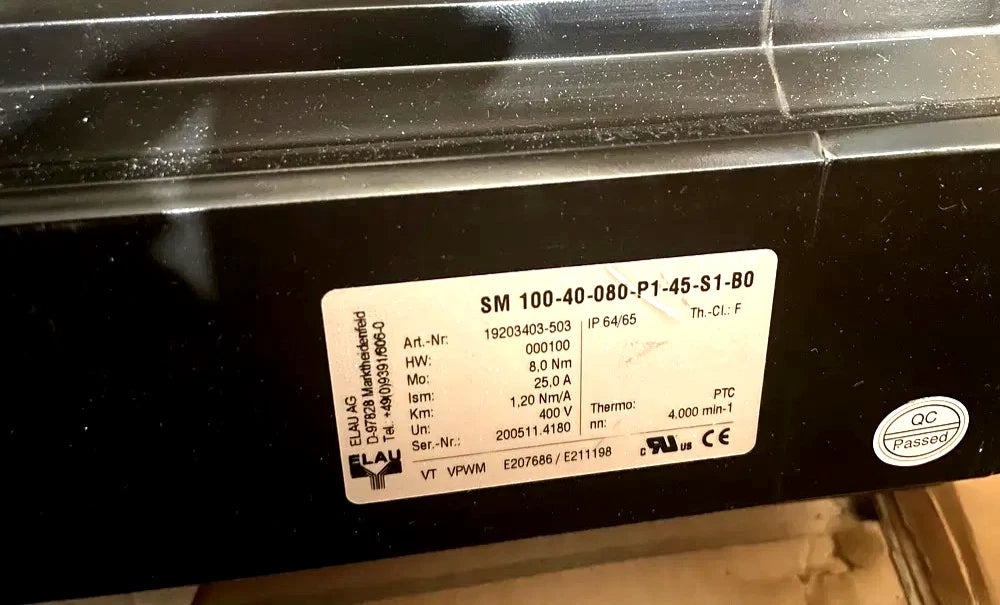 SM 100-40-080-P1-45-S1-B0
Art.-Nr: 19203403-503
HW: 000100
Mo: 8,0 Nm
Ism: 25,0 A
Km: 1,20 Nm/A
Un: 400 V
Ser.-Nr.: 200511.4180
IP 64/65 Th.-Cl.: F
Thermo: PTC
nn: 4.000 min-1
VT VPWM E207686 / E211198 c RU us CE
ELAU AG
D-97828 Marktheidenfeld
Tel.: +49(0)9391/606-0
ELAU
QC
Passed